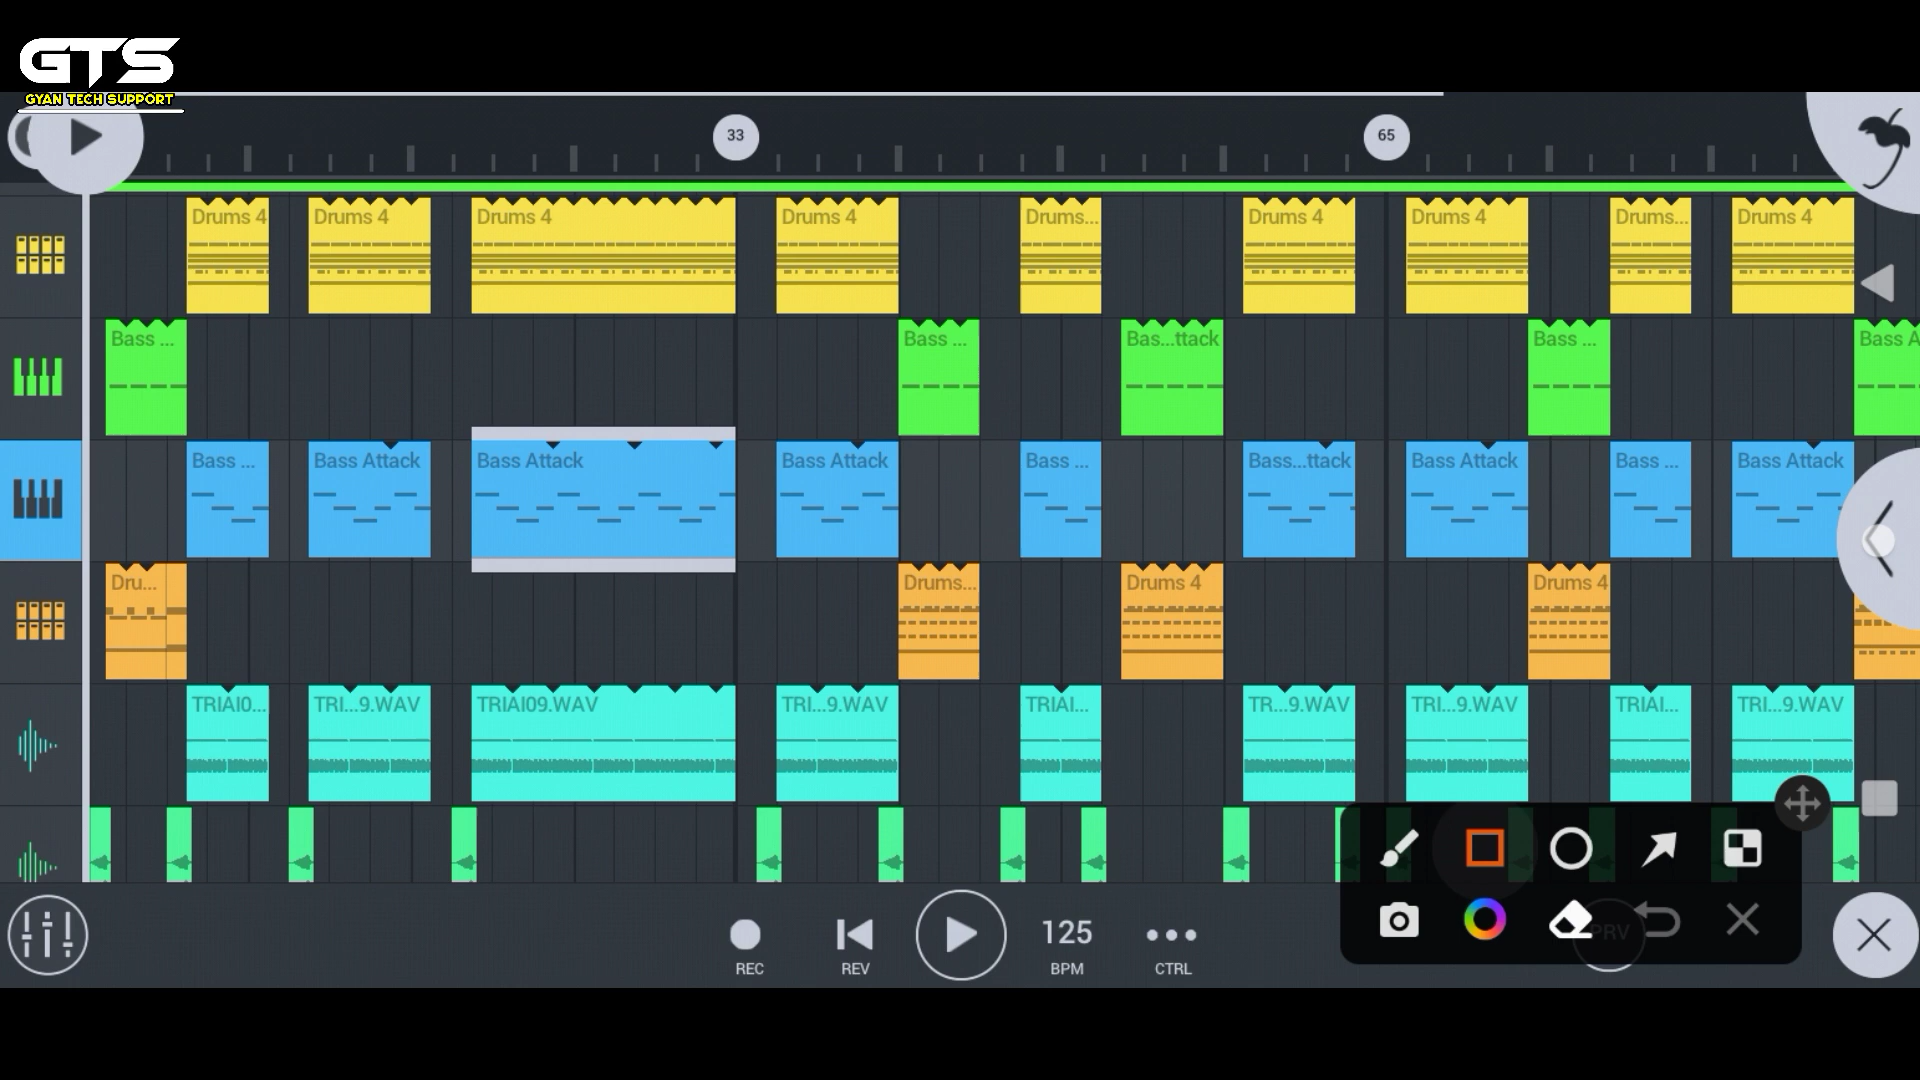 GTS
GYAN TECH SUPPORT
33 65
Drums 4 Drums 4 Drums 4 Drums 4 Drums... Drums 4 Drums 4 Drums... Drums 4
Bass ... Bass ... Bas...ttack Bass ... Bass A
Bass ... Bass Attack Bass Attack Bass Attack Bass ... Bass...ttack Bass Attack Bass ... Bass Attack
Dru... Drums... Drums 4 Drums 4
TRIAI0... TRI...9.WAV TRIAI09.WAV TRI...9.WAV TRIAI... TR...9.WAV TRI...9.WAV TRIAI... TRI...9.WAV
125
PRV
REC REV BPM CTRL